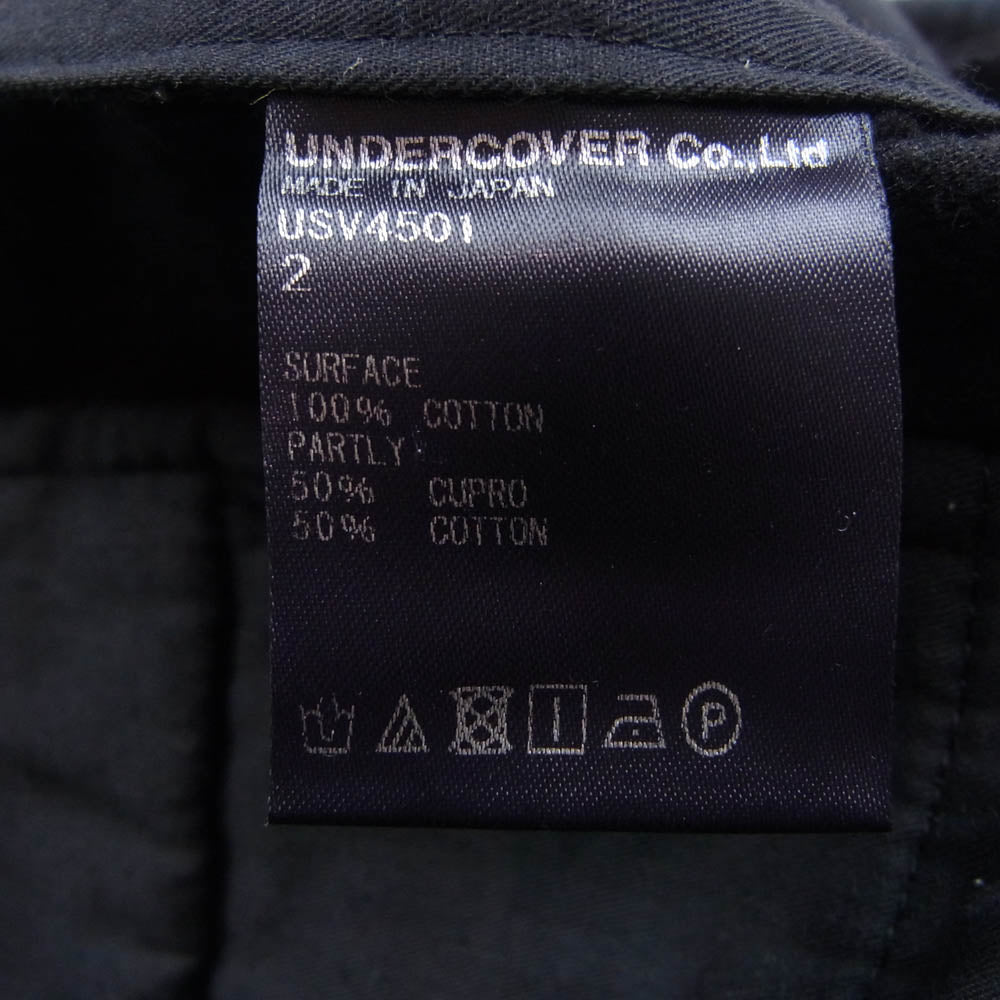 UNDERCOVER Co.,Ltd
MADE IN JAPAN
USV4501
2
SURFACE
100% COTTON
PARTLY
50% CUPRO
50% COTTON
P